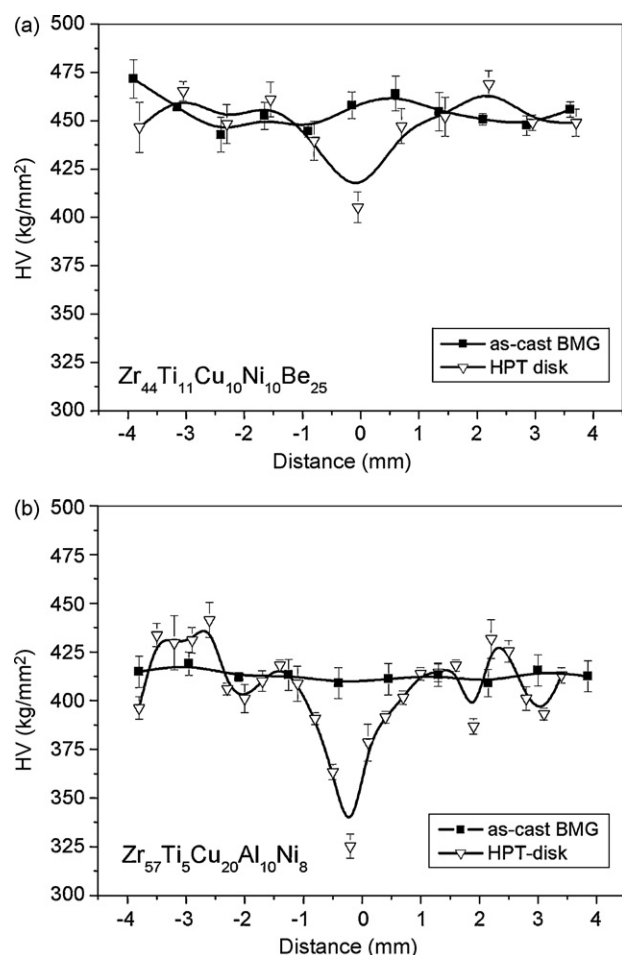 (a)
500
475
450
425
400
375
350
325
300
HV (kg/mm²)
as-cast BMG
HPT disk
Zr₄₄Ti₁₁Cu₁₀Ni₁₀Be₂₅
-4 -3 -2 -1 0 1 2 3 4
Distance (mm)
(b)
500
475
450
425
400
375
350
325
300
HV (kg/mm²)
as-cast BMG
HPT-disk
Zr₅₇Ti₅Cu₂₀Al₁₀Ni₈
-4 -3 -2 -1 0 1 2 3 4
Distance (mm)